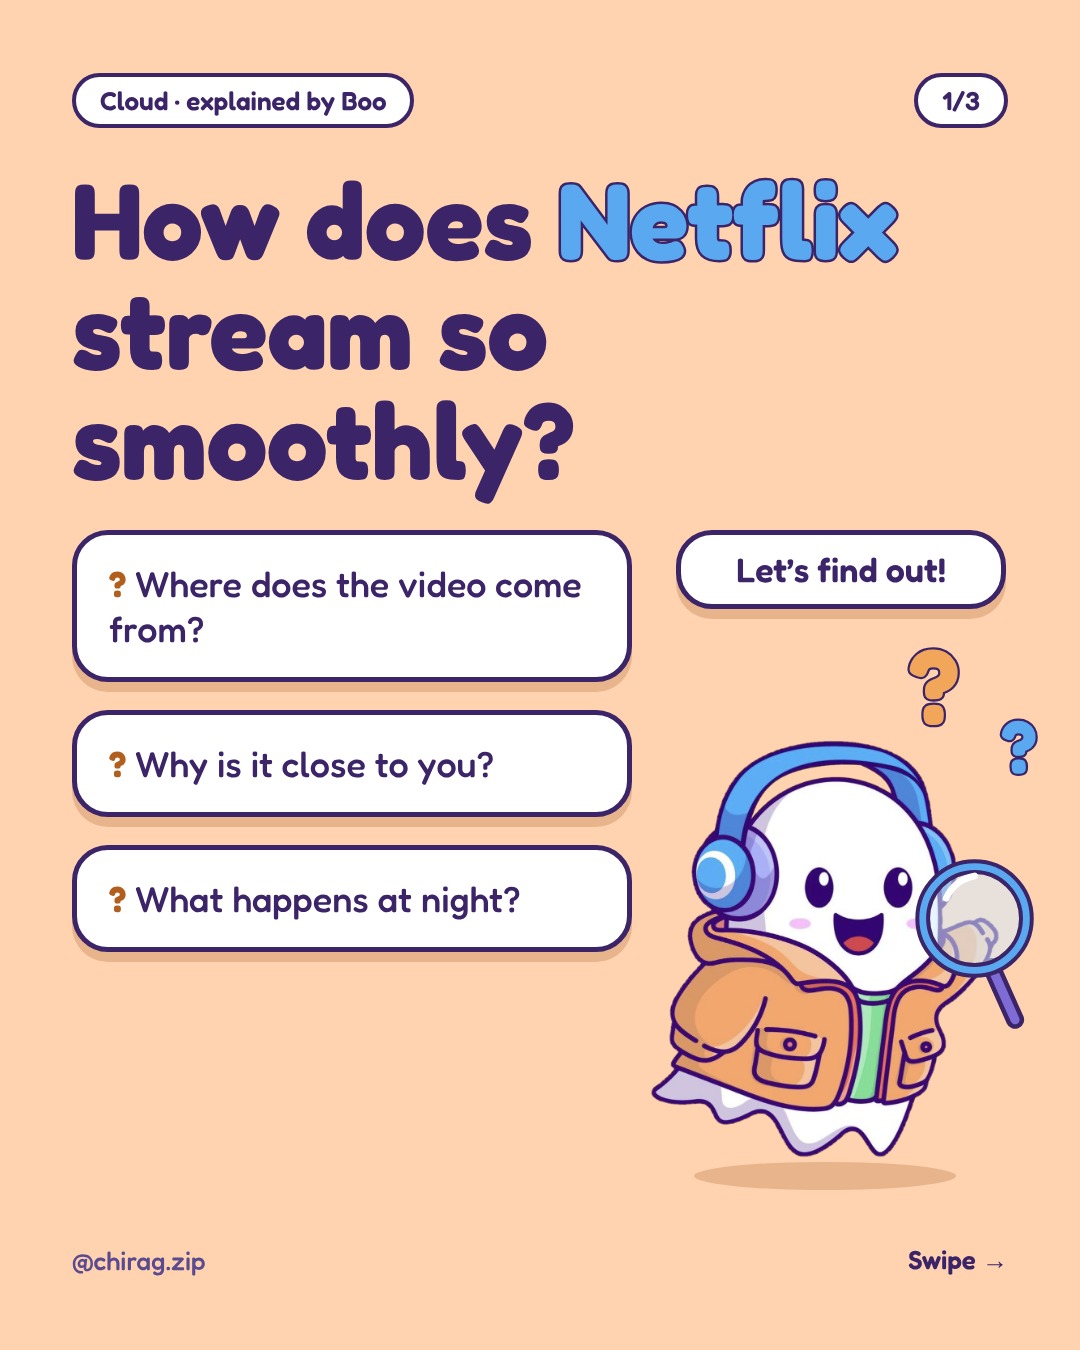 Cloud · explained by Boo
1/3
How does Netflix
stream so
smoothly?
? Where does the video come
from?
? Why is it close to you?
? What happens at night?
Let’s find out!
?
?
@chirag.zip
Swipe →